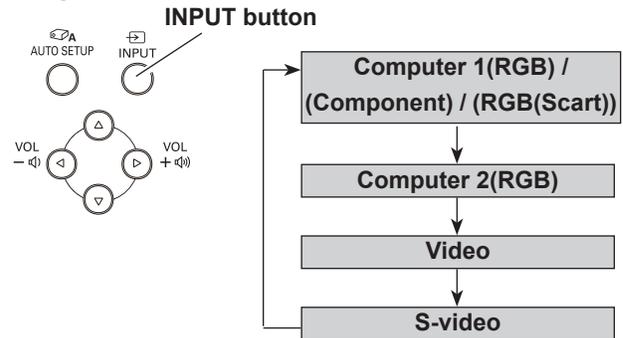 INPUT button
A
AUTO SETUP
INPUT
VOL
−
VOL
+
Computer 1(RGB) /
(Component) / (RGB(Scart))
Computer 2(RGB)
Video
S-video